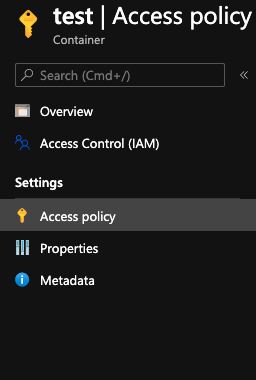 test | Access policy
Container
Search (Cmd+/)
«
Overview
Access Control (IAM)
Settings
Access policy
Properties
Metadata